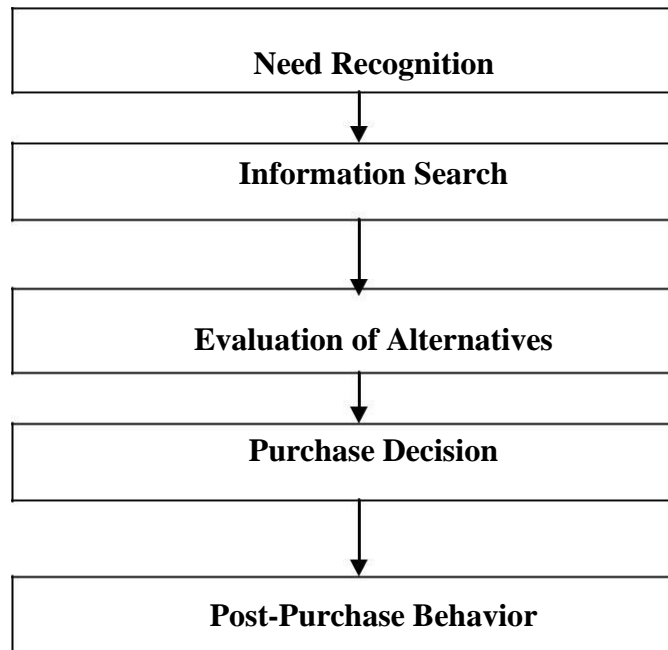 Need Recognition
Information Search
Evaluation of Alternatives
Purchase Decision
Post-Purchase Behavior